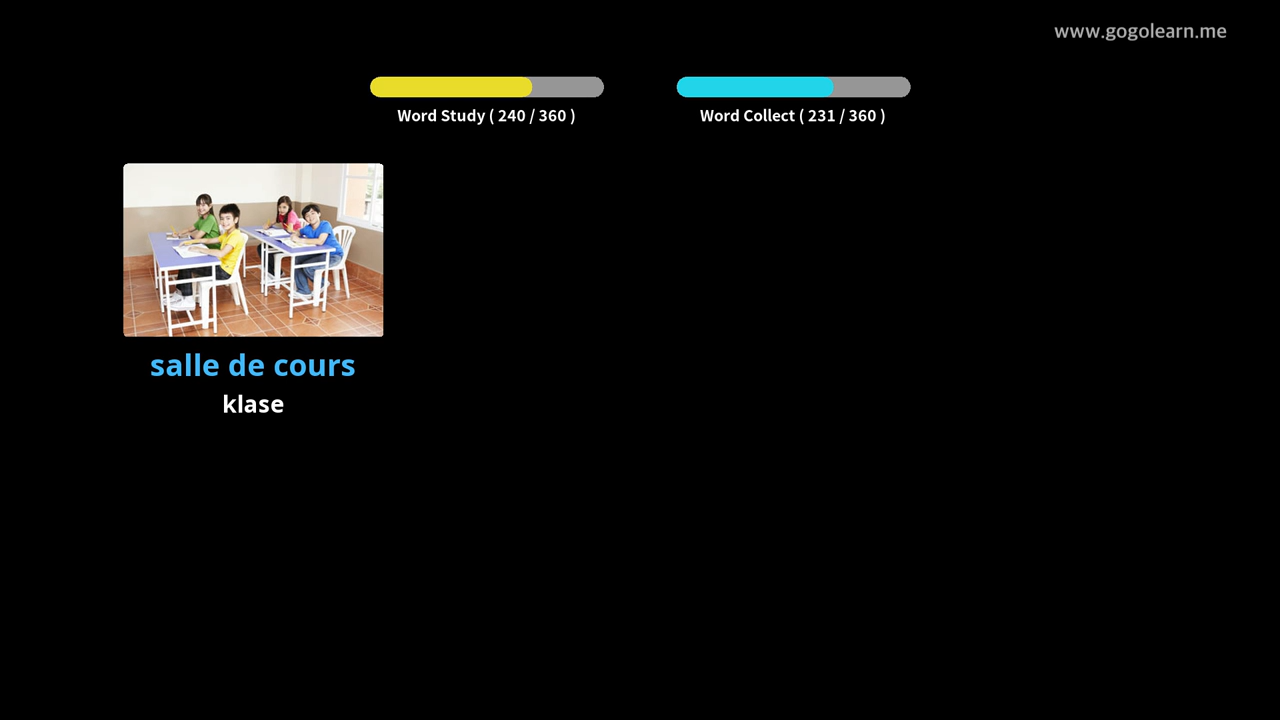 www.gogolearn.me
Word Study ( 240 / 360 )
Word Collect ( 231 / 360 )
salle de cours
klase